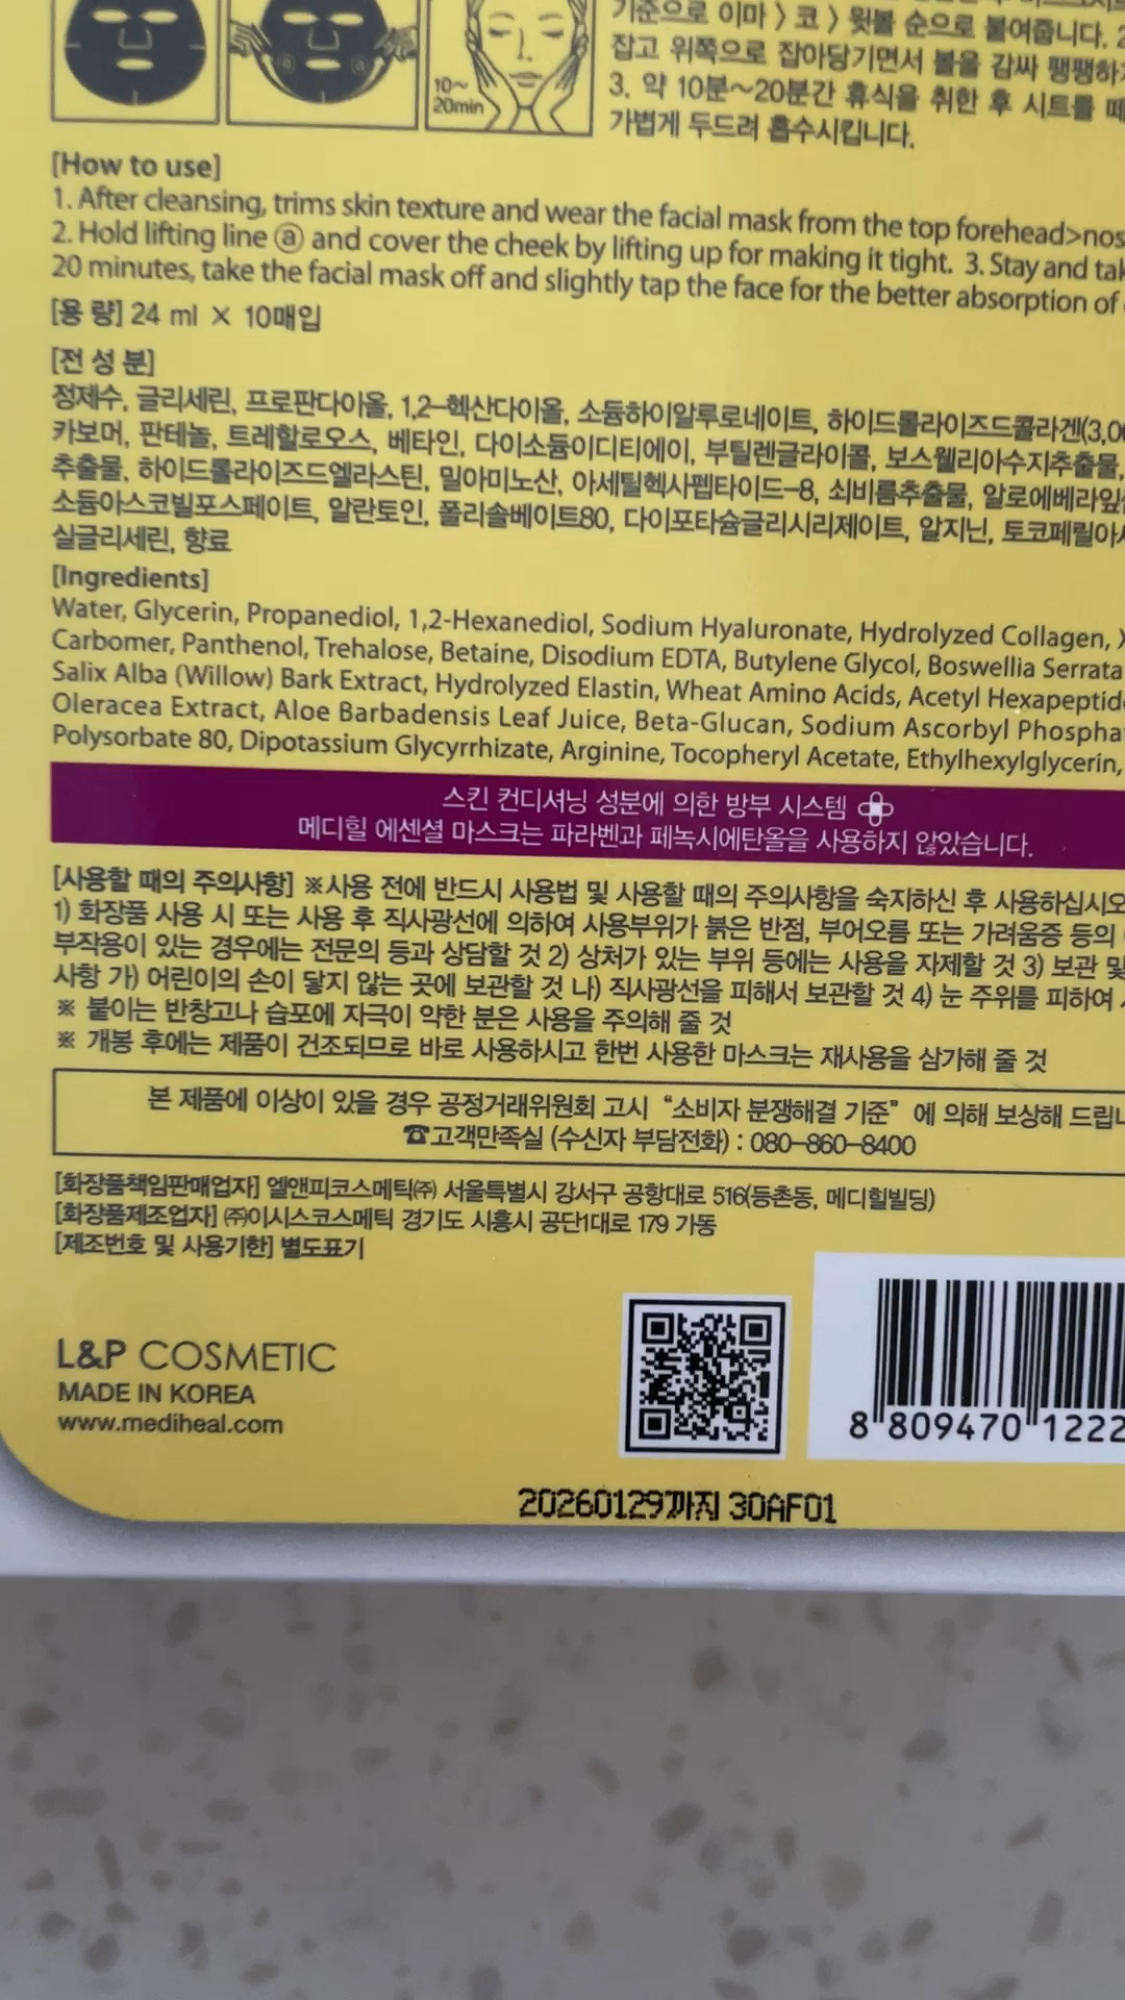 10~
20min
기준으로 이마 > 코 > 윗볼 순으로 붙여줍니다. 2
잡고 위쪽으로 잡아당기면서 볼을 감싸 팽팽하
3. 약 10분~20분간 휴식을 취한 후 시트를 떼
가볍게 두드려 흡수시킵니다.
[How to use]
1. After cleansing, trims skin texture and wear the facial mask from the top forehead>nos
2. Hold lifting line ⓐ and cover the cheek by lifting up for making it tight. 3. Stay and tak
20 minutes, take the facial mask off and slightly tap the face for the better absorption of
[용 량] 24 ml × 10매입
[전 성 분]
정제수, 글리세린, 프로판다이올, 1,2-헥산다이올, 소듐하이알루로네이트, 하이드롤라이즈드콜라겐(3,00
카보머, 판테놀, 트레할로오스, 베타인, 다이소듐이디티에이, 부틸렌글라이콜, 보스웰리아수지추출물,
추출물, 하이드롤라이즈드엘라스틴, 밀아미노산, 아세틸헥사펩타이드-8, 쇠비름추출물, 알로에베라잎
소듐아스코빌포스페이트, 알란토인, 폴리솔베이트80, 다이포타슘글리시리제이트, 알지닌, 토코페릴아
실글리세린, 향료
[Ingredients]
Water, Glycerin, Propanediol, 1,2-Hexanediol, Sodium Hyaluronate, Hydrolyzed Collagen,
Carbomer, Panthenol, Trehalose, Betaine, Disodium EDTA, Butylene Glycol, Boswellia Serrata
Salix Alba (Willow) Bark Extract, Hydrolyzed Elastin, Wheat Amino Acids, Acetyl Hexapeptid
Oleracea Extract, Aloe Barbadensis Leaf Juice, Beta-Glucan, Sodium Ascorbyl Phospha
Polysorbate 80, Dipotassium Glycyrrhizate, Arginine, Tocopheryl Acetate, Ethylhexylglycerin,
스킨 컨디셔닝 성분에 의한 방부 시스템
메디힐 에센셜 마스크는 파라벤과 페녹시에탄올을 사용하지 않았습니다.
[사용할 때의 주의사항] ※사용 전에 반드시 사용법 및 사용할 때의 주의사항을 숙지하신 후 사용하십시오
1) 화장품 사용 시 또는 사용 후 직사광선에 의하여 사용부위가 붉은 반점, 부어오름 또는 가려움증 등의
부작용이 있는 경우에는 전문의 등과 상담할 것 2) 상처가 있는 부위 등에는 사용을 자제할 것 3) 보관 및
사항 가) 어린이의 손이 닿지 않는 곳에 보관할 것 나) 직사광선을 피해서 보관할 것 4) 눈 주위를 피하여
※ 붙이는 반창고나 습포에 자극이 약한 분은 사용을 주의해 줄 것
※ 개봉 후에는 제품이 건조되므로 바로 사용하시고 한번 사용한 마스크는 재사용을 삼가해 줄 것
본 제품에 이상이 있을 경우 공정거래위원회 고시 “소비자 분쟁해결 기준” 에 의해 보상해 드립니
☎고객만족실 (수신자 부담전화) : 080-860-8400
[화장품책임판매업자] 엘앤피코스메틱㈜ 서울특별시 강서구 공항대로 516(등촌동, 메디힐빌딩)
[화장품제조업자] ㈜이시스코스메틱 경기도 시흥시 공단1대로 179 가동
[제조번호 및 사용기한] 별도표기
L&P COSMETIC
MADE IN KOREA
www.mediheal.com
8 809470 1222
20260129까지 30AF01